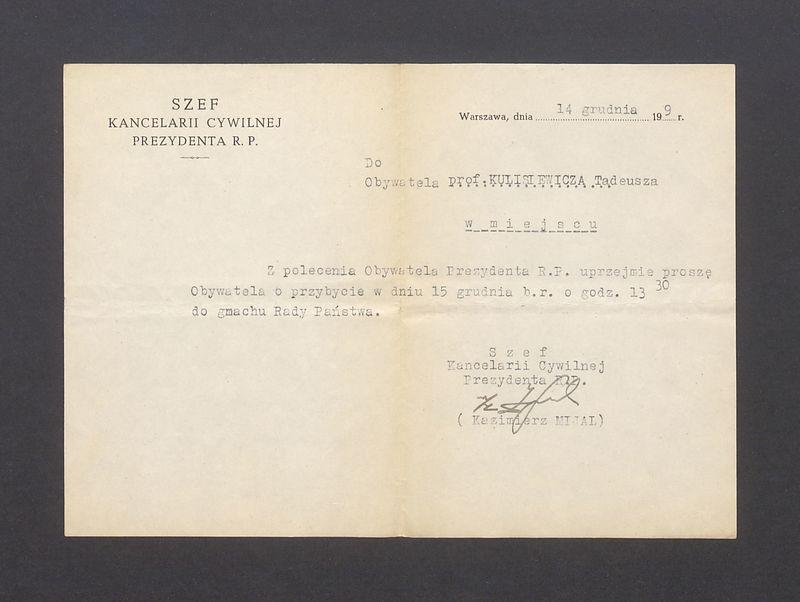 SZEF
KANCELARII CYWILNEJ
PREZYDENTA R. P.
Warszawa, dnia 14 grudnia 199 r.
Do
Obywatela prof. KULISIEWICZA Tadeusza
w miejscu
Z polecenia Obywatela Prezydenta R.P. uprzejmie proszę
Obywatela o przybycie w dniu 15 grudnia b.r. o godz. 13 30
do gmachu Rady Państwa.
Szef
Kancelarii Cywilnej
Prezydenta R.P.
( Kazimierz MIJAL)